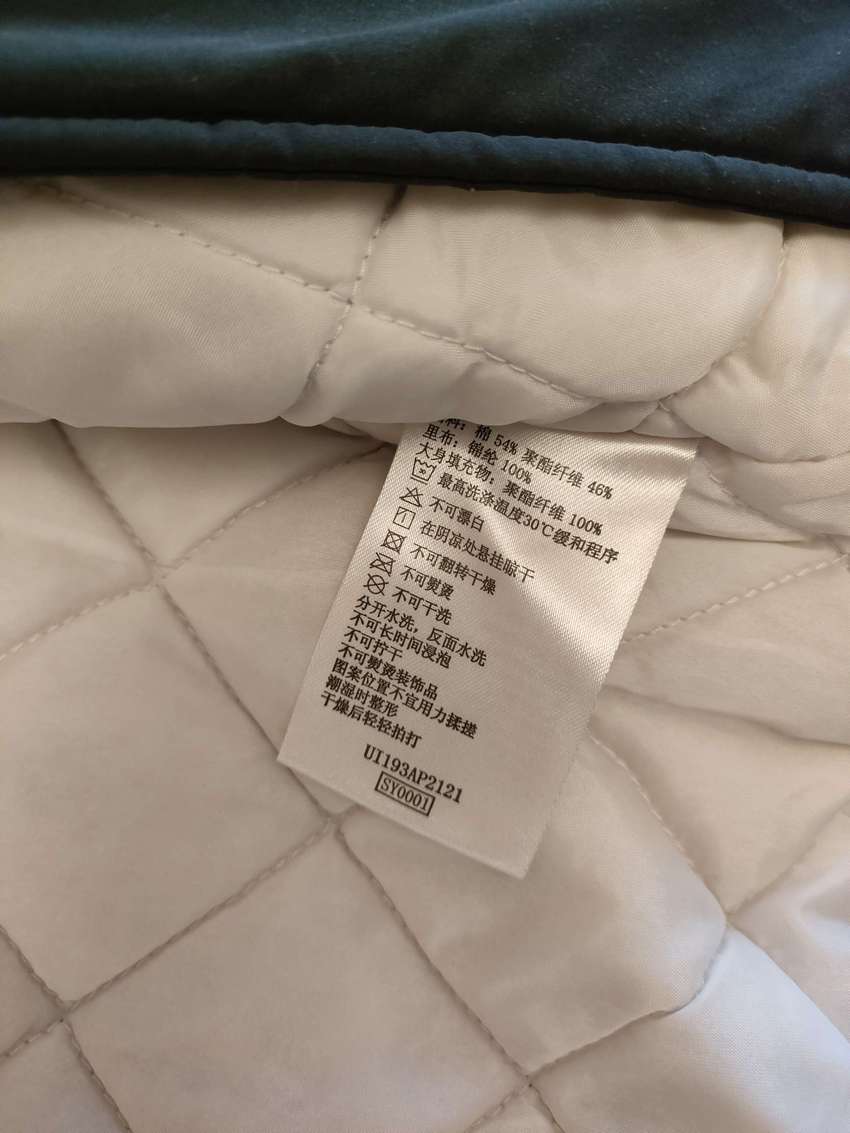 料：棉 54% 聚酯纤维 46%
里布：锦纶 100%
大身填充物：聚酯纤维 100%
最高洗涤温度30℃缓和程序
不可漂白
在阴凉处悬挂晾干
不可翻转干燥
不可熨烫
不可干洗
分开水洗，反面水洗
不可长时间浸泡
不可拧干
不可熨烫装饰品
图案位置不宜用力揉搓
潮湿时整形
干燥后轻轻拍打
UI193AP2121
SY0001